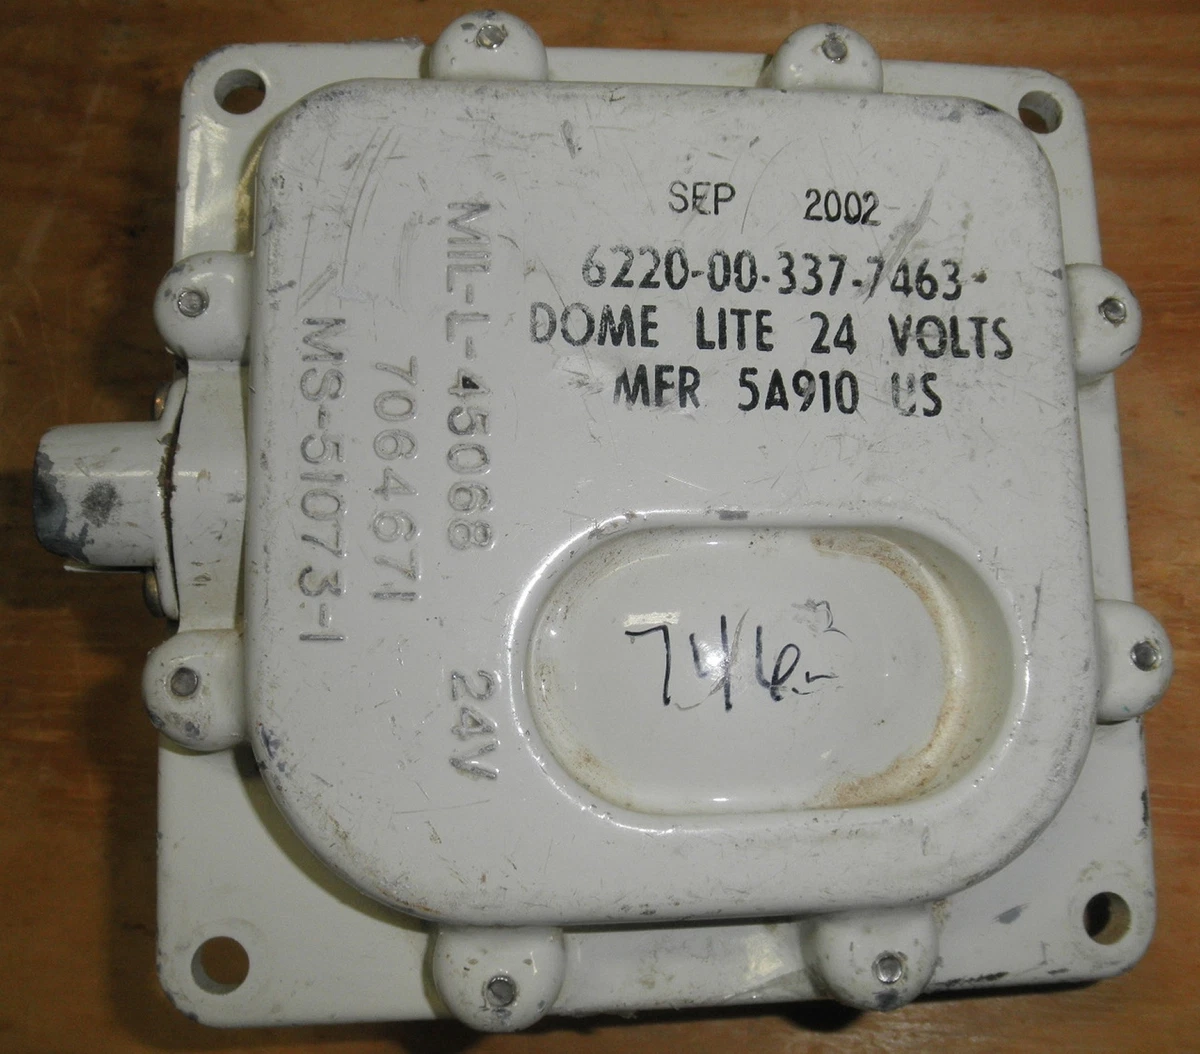 SEP 2002
6220-00-337-7463
DOME LITE 24 VOLTS
MFR 5A910 US
MIL-L-45068 24V
7064671
MS-51073-1
7463